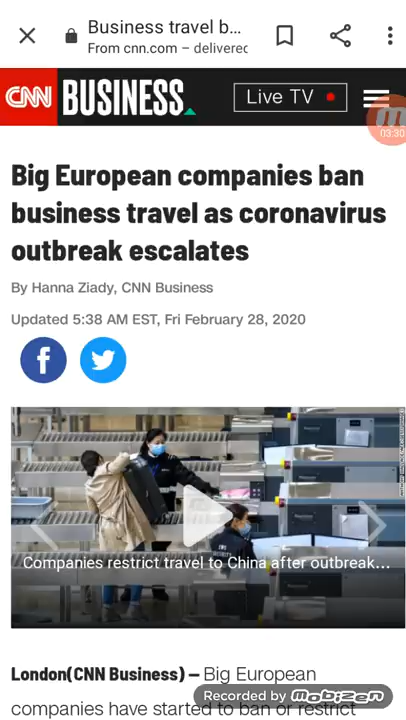 Business travel b...
From cnn.com – delivered
CNN BUSINESS
Live TV
03:30
Big European companies ban
business travel as coronavirus
outbreak escalates
By Hanna Ziady, CNN Business
Updated 5:38 AM EST, Fri February 28, 2020
Companies restrict travel to China after outbreak...
London(CNN Business) — Big European
companies have started to ban or restrict
Recorded by mobizen